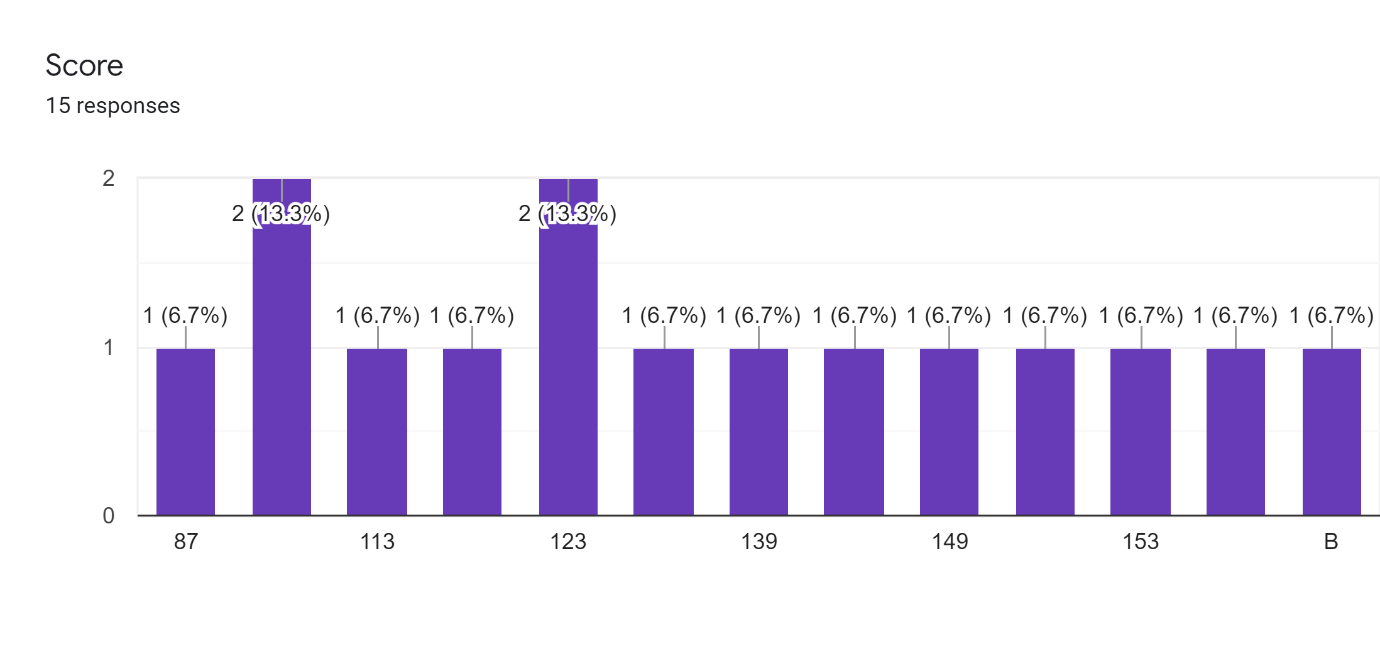 Score
15 responses
2
2 (13.3%) 2 (13.3%)
1 (6.7%) 1 (6.7%) 1 (6.7%) 1 (6.7%) 1 (6.7%) 1 (6.7%) 1 (6.7%) 1 (6.7%) 1 (6.7%) 1 (6.7%) 1 (6.7%)
1
0
87 113 123 139 149 153 B